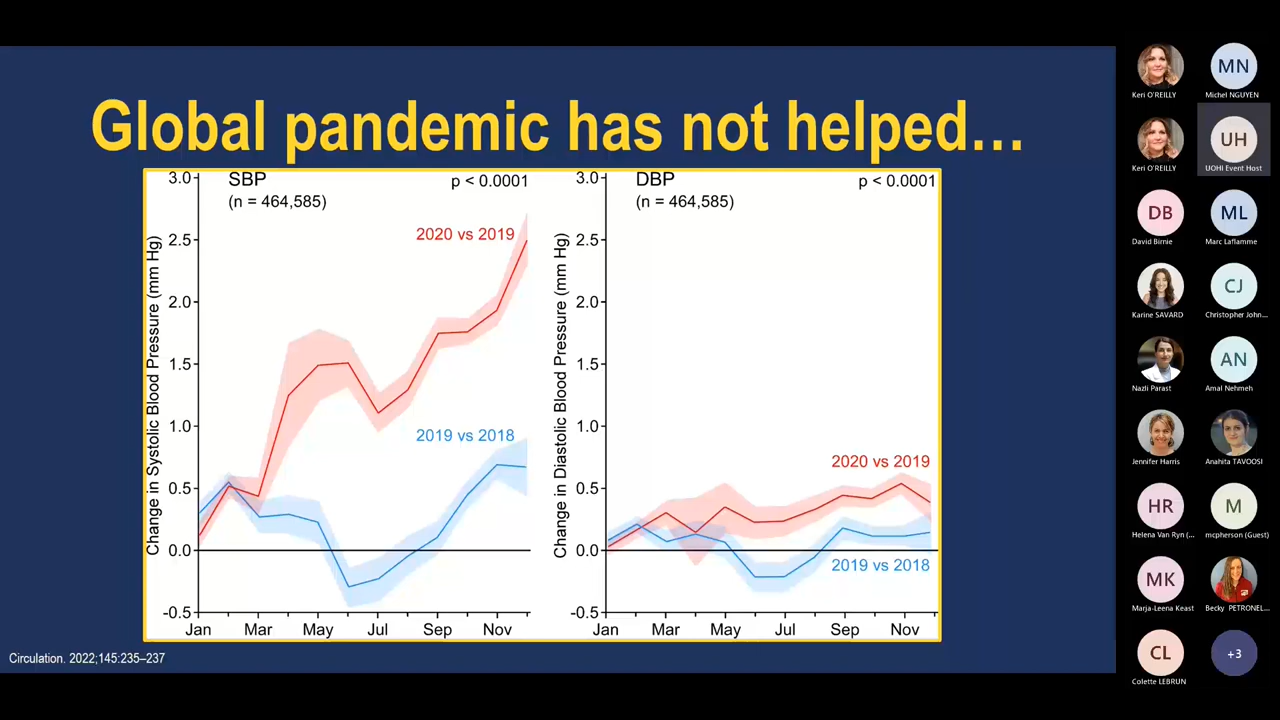 Global pandemic has not helped…
SBP
(n = 464,585)
p < 0.0001
2020 vs 2019
2019 vs 2018
Change in Systolic Blood Pressure (mm Hg)
3.0
2.5
2.0
1.5
1.0
0.5
0.0
-0.5
Jan Mar May Jul Sep Nov
DBP
(n = 464,585)
p < 0.0001
2020 vs 2019
2019 vs 2018
Change in Diastolic Blood Pressure (mm Hg)
3.0
2.5
2.0
1.5
1.0
0.5
0.0
-0.5
Jan Mar May Jul Sep Nov
Circulation. 2022;145:235–237
MN
Keri O'REILLY
Michel NGUYEN
UH
Keri O'REILLY
UOHI Event Host
DB
ML
David Birnie
Marc Laflamme
CJ
Karine SAVARD
Christopher John...
AN
Nazli Parast
Amal Nehmeh
Jennifer Harris
Anahita TAVOOSI
HR
M
Helena Van Ryn (...
mcpherson (Guest)
MK
Marja-Leena Keast
Becky PETRONEL...
CL
+3
Colette LEBRUN